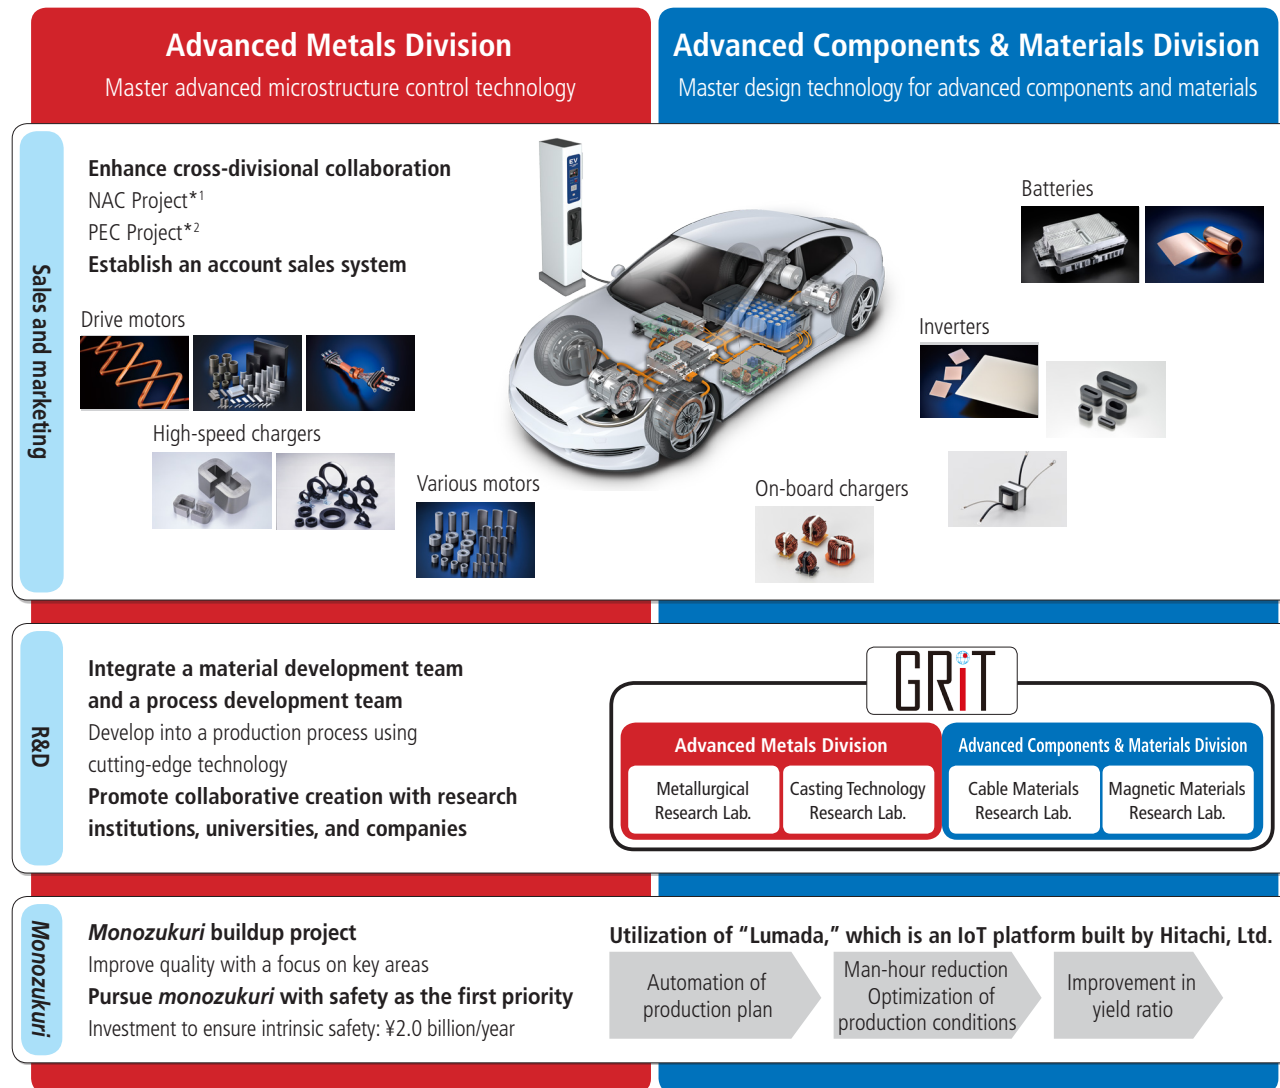 Advanced Metals Division
Master advanced microstructure control technology
Advanced Components & Materials Division
Master design technology for advanced components and materials
Sales and marketing
Enhance cross-divisional collaboration
NAC Project*1
PEC Project*2
Establish an account sales system
EV
Batteries
Drive motors
Inverters
High-speed chargers
Various motors
On-board chargers
R&D
Integrate a material development team
and a process development team
Develop into a production process using
cutting-edge technology
Promote collaborative creation with research
institutions, universities, and companies
GRiT
Advanced Metals Division
Metallurgical
Research Lab.
Casting Technology
Research Lab.
Advanced Components & Materials Division
Cable Materials
Research Lab.
Magnetic Materials
Research Lab.
Monozukuri
Monozukuri buildup project
Improve quality with a focus on key areas
Pursue monozukuri with safety as the first priority
Investment to ensure intrinsic safety: ¥2.0 billion/year
Utilization of “Lumada,” which is an IoT platform built by Hitachi, Ltd.
Automation of
production plan
Man-hour reduction
Optimization of
production conditions
Improvement in
yield ratio